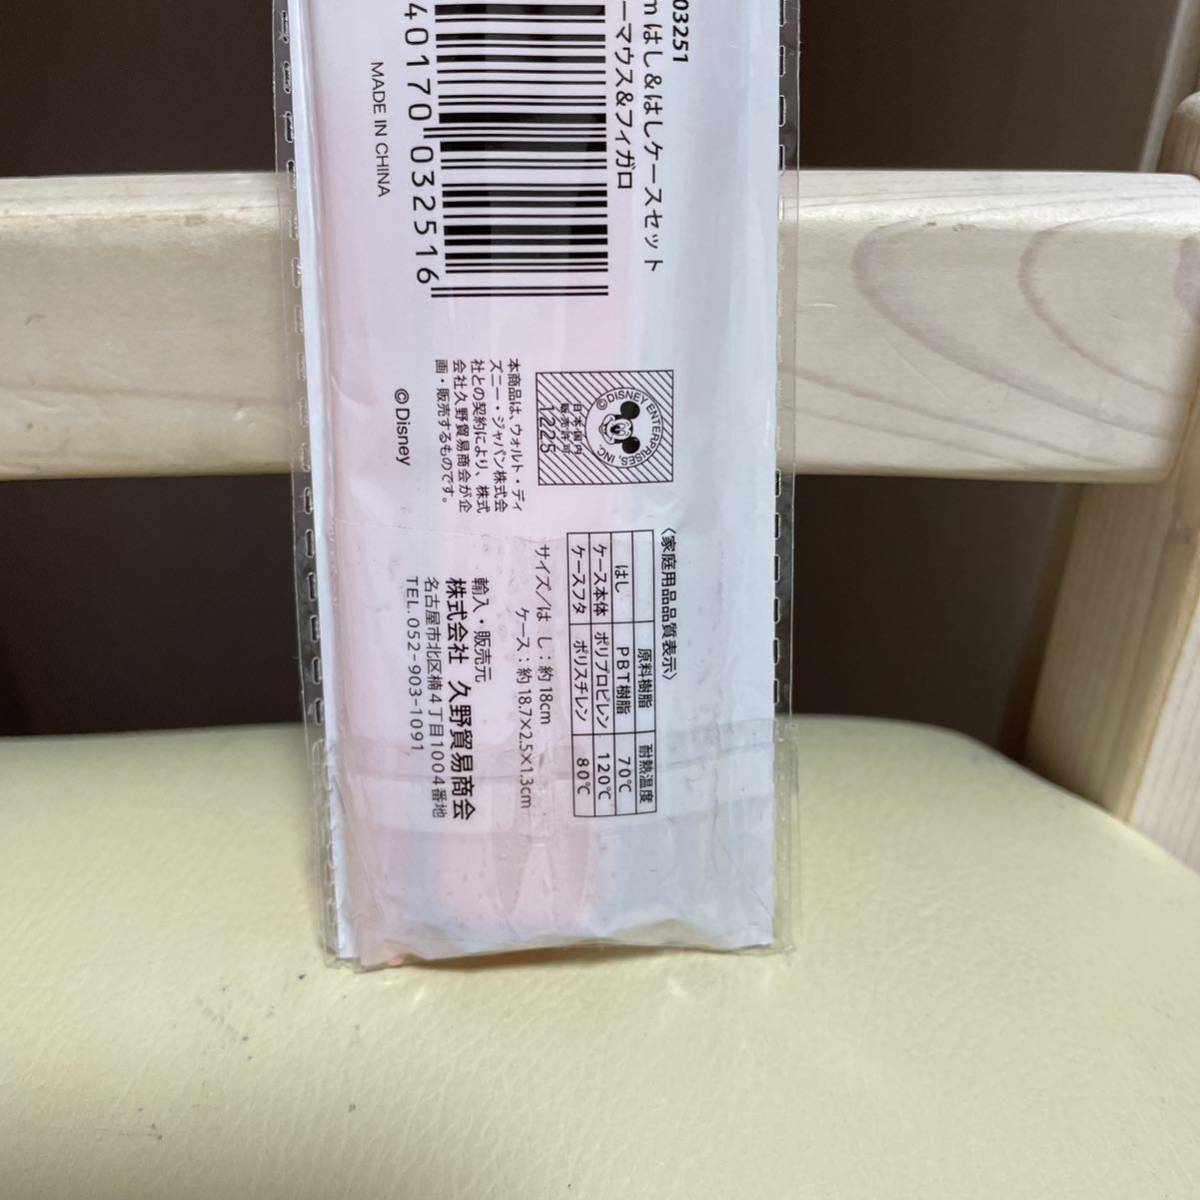 03251
はし&はしケースセット
ーマウス&フィガロ
40170 032516
MADE IN CHINA
©DISNEY ENTERPRISES, INC.
日本国内
販売許可
1225
本商品は、ウォルト・ディ
ズニー・ジャパン株式会
社との契約により、株式
会社久野貿易商会が企
画・販売するものです。
©Disney
〈家庭用品品質表示〉
原料樹脂 耐熱温度
はし PBT樹脂 70℃
ケース本体 ポリプロピレン 120℃
ケースフタ ポリスチレン 80℃
サイズ/は し:約18cm
ケース:約18.7×2.5×1.3cm
輸入・販売元
株式会社 久野貿易商会
名古屋市北区楠4丁目1004番地
TEL.052-903-1091